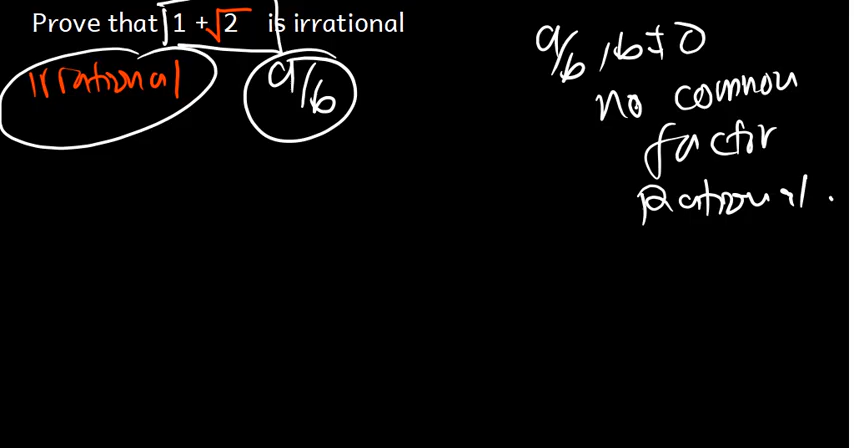 Prove that √1 + √2 is irrational
irrational
a/b
a/b, b ≠ 0
no common
factor
Rational.